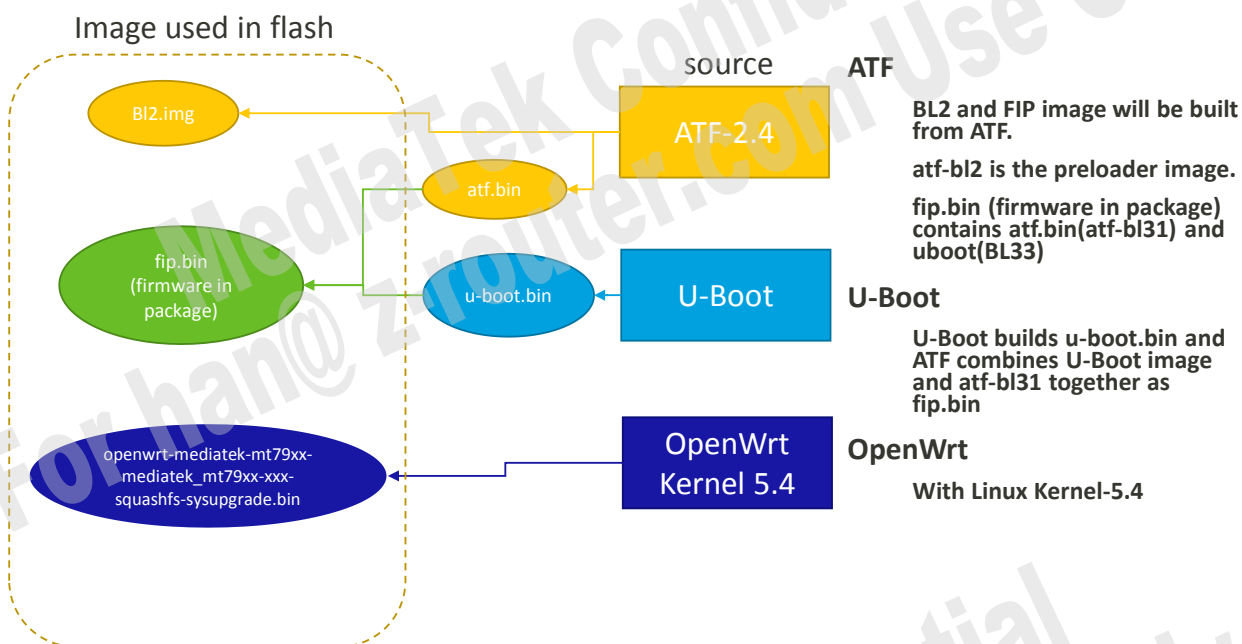 Image used in flash
source
ATF
Bl2.img
ATF-2.4
BL2 and FIP image will be built
from ATF.
atf-bl2 is the preloader image.
atf.bin
fip.bin (firmware in package)
contains atf.bin(atf-bl31) and
uboot(BL33)
fip.bin
(firmware in
package)
u-boot.bin
U-Boot
U-Boot
U-Boot builds u-boot.bin and
ATF combines U-Boot image
and atf-bl31 together as
fip.bin
openwrt-mediatek-mt79xx-
mediatek_mt79xx-xxx-
squashfs-sysupgrade.bin
OpenWrt
Kernel 5.4
OpenWrt
With Linux Kernel-5.4
MediaTek Confid
For han@ z-router.com Use O